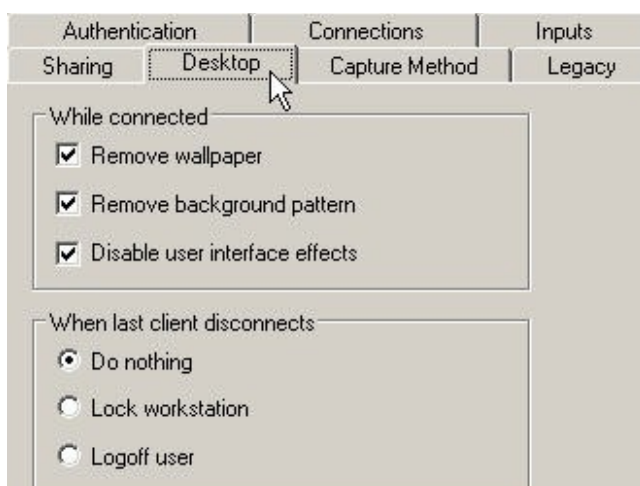 Authentication Connections Inputs
Sharing Desktop Capture Method Legacy
While connected
Remove wallpaper
Remove background pattern
Disable user interface effects
When last client disconnects
Do nothing
Lock workstation
Logoff user